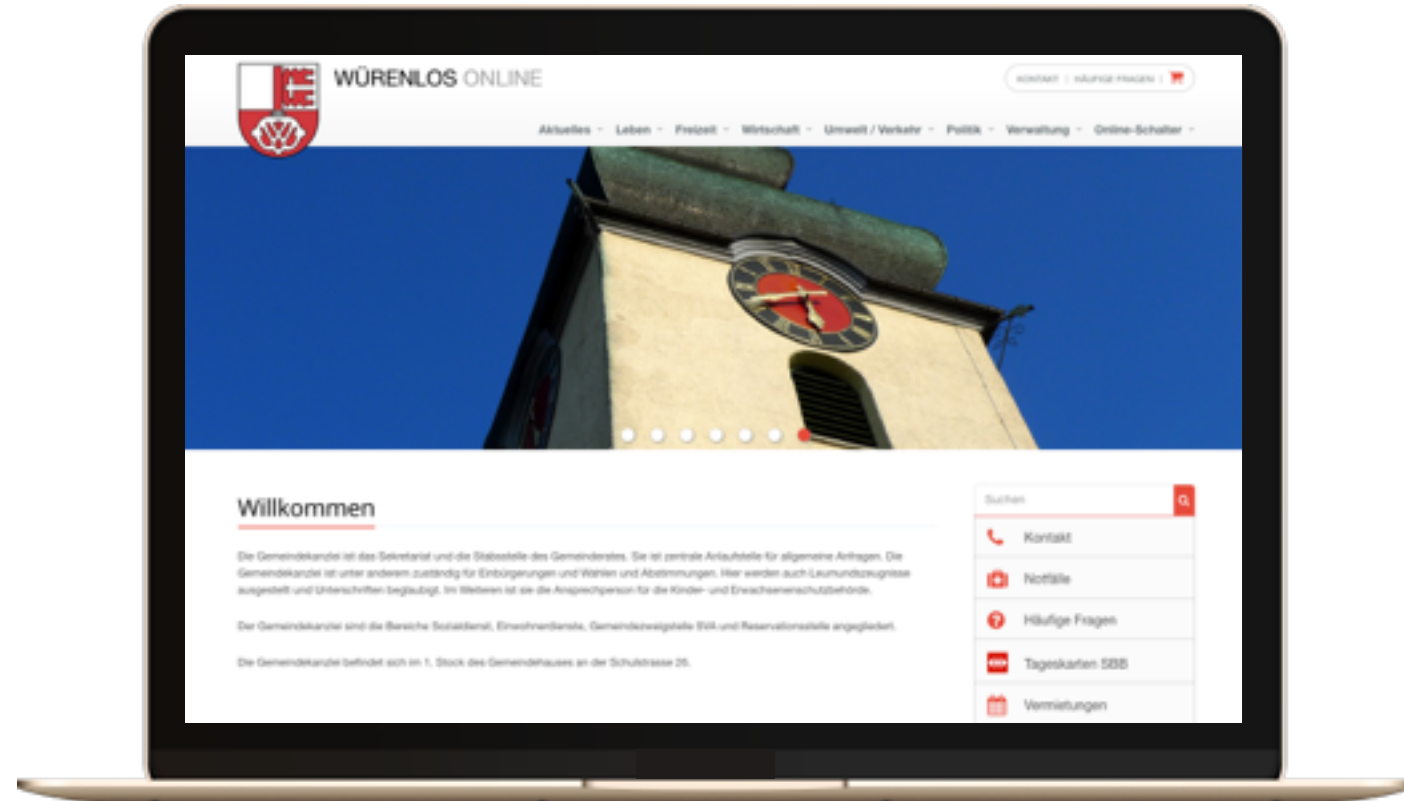 WÜRENLOS ONLINE
KONTAKT | HÄUFIGE FRAGEN |
Aktuelles Leben Freizeit Wirtschaft Umwelt / Verkehr Politik Verwaltung Online-Schalter
Willkommen
Die Gemeindekanzlei ist das Sekretariat und die Stabsstelle des Gemeinderates. Sie ist zentrale Anlaufstelle für allgemeine Anfragen. Die
Gemeindekanzlei ist unter anderem zuständig für Einbürgerungen und Wahlen und Abstimmungen. Hier werden auch Leumundszeugnisse
ausgestellt und Unterschriften beglaubigt. Im Weiteren ist sie die Ansprechperson für die Kinder- und Erwachsenenschutzbehörde.
Der Gemeindekanzlei sind die Bereiche Sozialdienst, Einwohnerdienste, Gemeindezweigstelle SVA und Reservationsstelle angegliedert.
Die Gemeindekanzlei befindet sich im 1. Stock des Gemeindehauses an der Schulstrasse 26.
Suchen
Kontakt
Notfälle
Häufige Fragen
Tageskarten SBB
Vermietungen